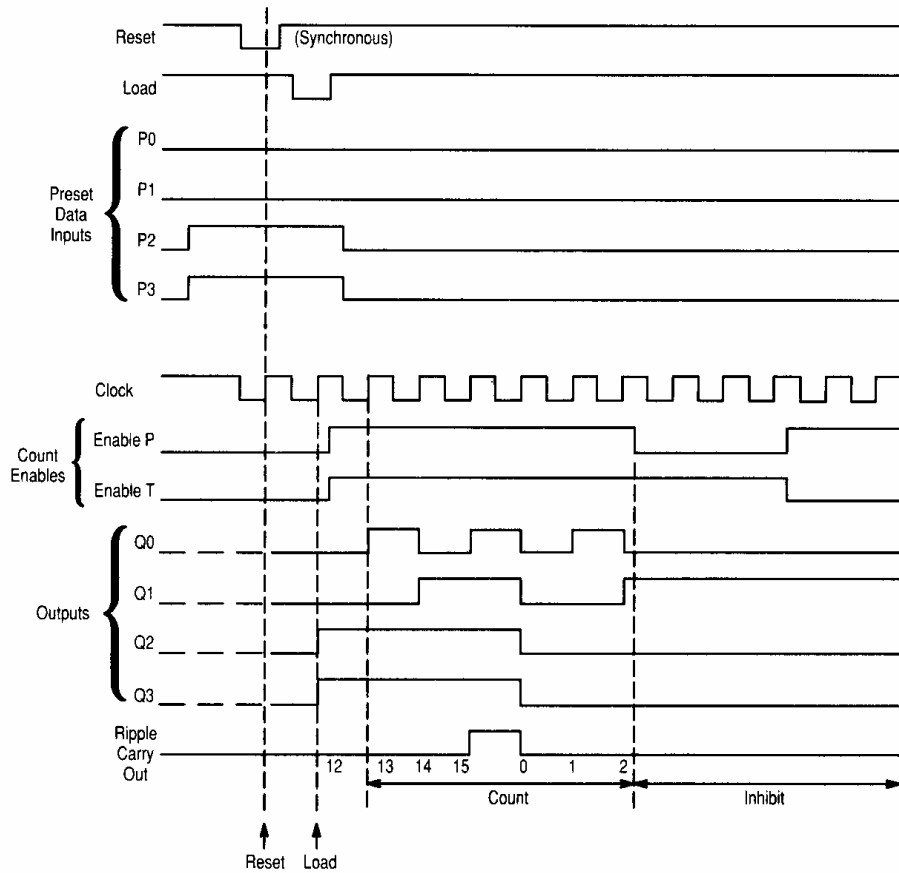 Reset
(Synchronous)
Load
P0
P1
Preset
Data
Inputs
P2
P3
Clock
Enable P
Count
Enables
Enable T
Q0
Q1
Outputs
Q2
Q3
Ripple
Carry
Out
12 13 14 15 0 1 2
Count
Inhibit
Reset Load